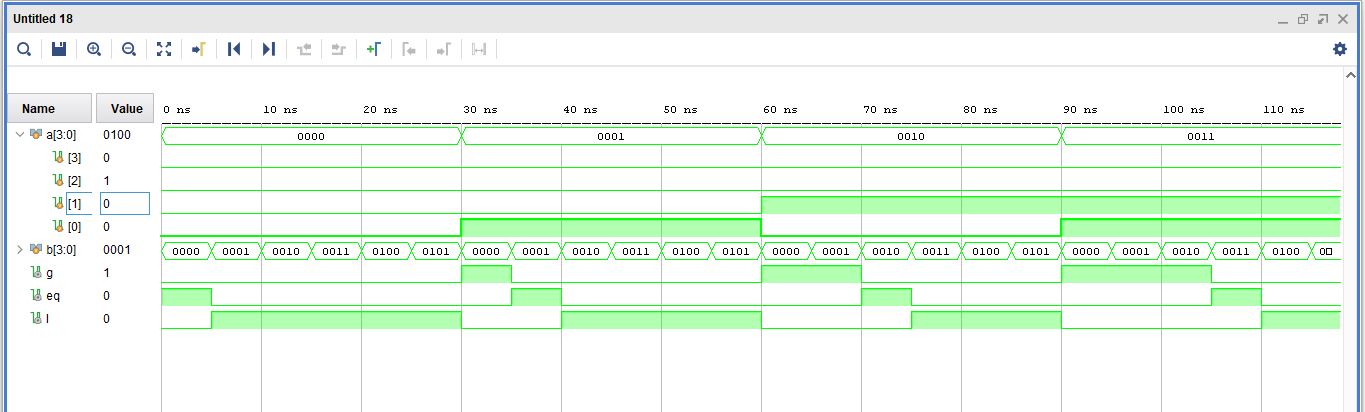 Untitled 18
Name Value 0 ns 10 ns 20 ns 30 ns 40 ns 50 ns 60 ns 70 ns 80 ns 90 ns 100 ns 110 ns
a[3:0] 0100 0000 0001 0010 0011
[3] 0
[2] 1
[1] 0
[0] 0
b[3:0] 0001 0000 0001 0010 0011 0100 0101 0000 0001 0010 0011 0100 0101 0000 0001 0010 0011 0100 0101 0000 0001 0010 0011 0100
g 1
eq 0
l 0